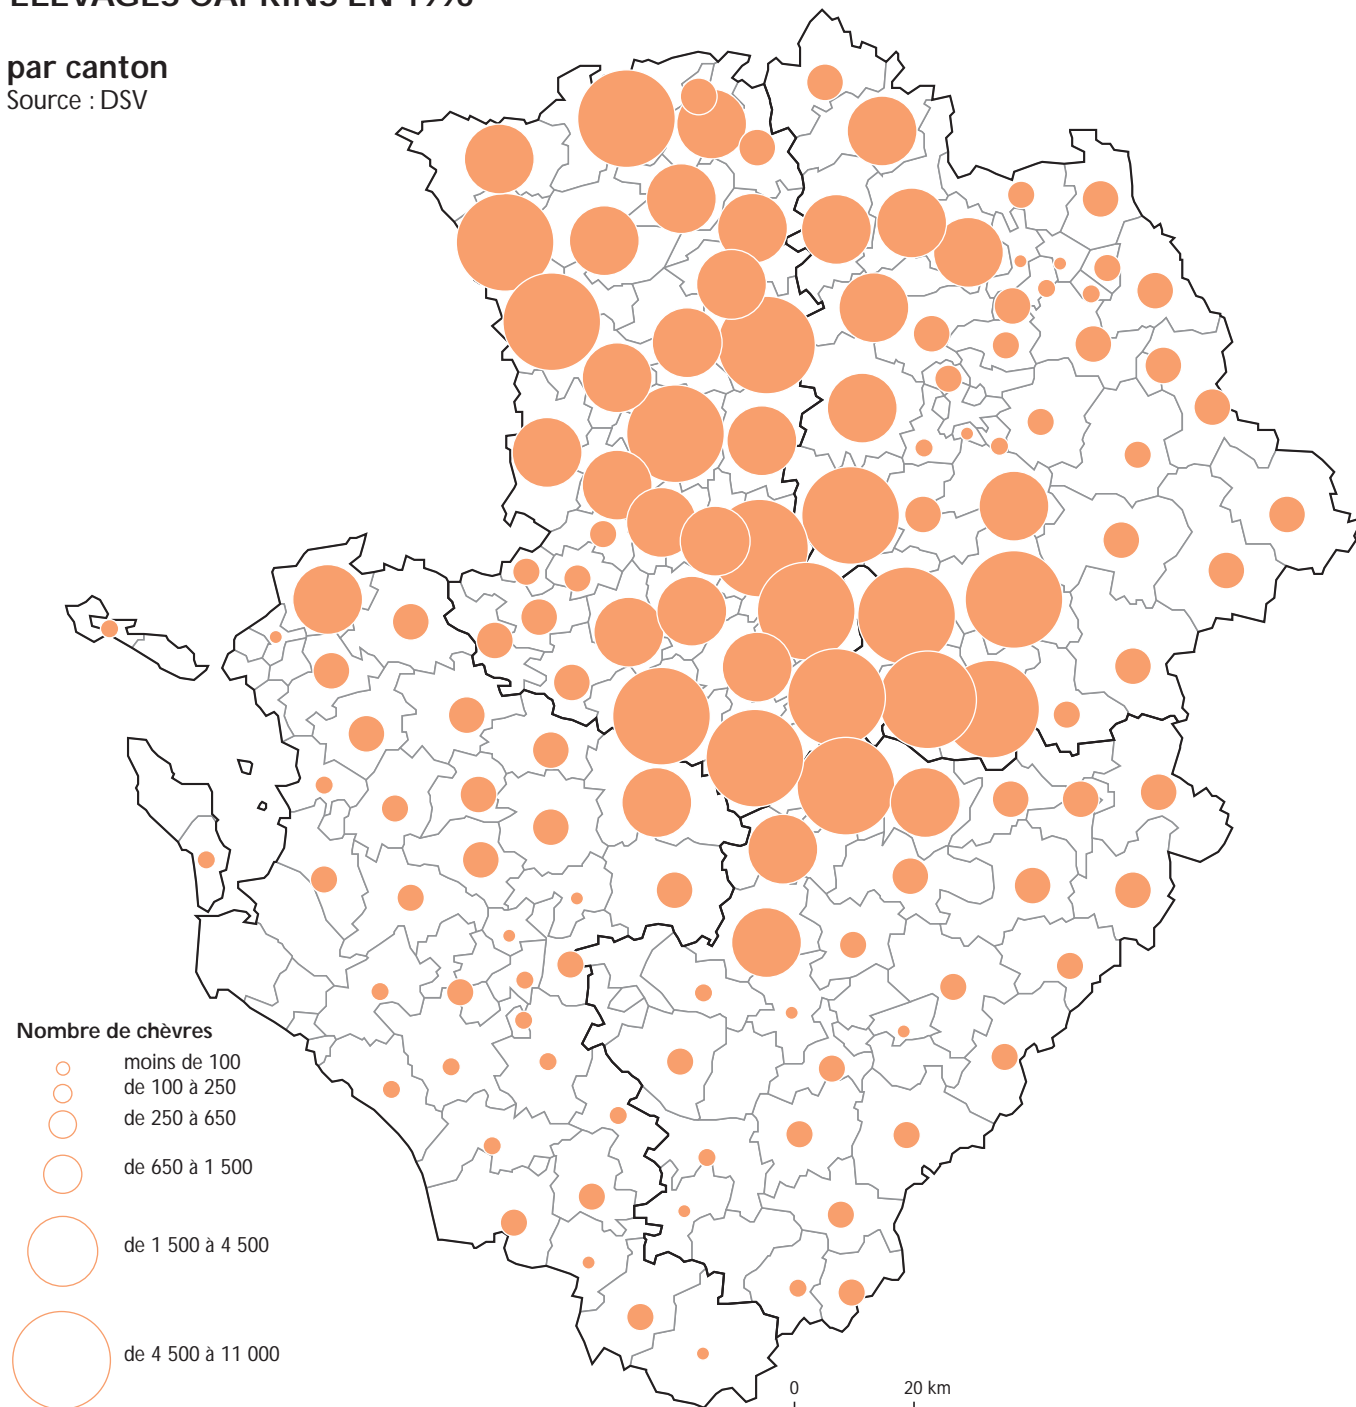 par canton
Source : DSV
Nombre de chèvres
moins de 100
de 100 à 250
de 250 à 650
de 650 à 1 500
de 1 500 à 4 500
de 4 500 à 11 000
0 20 km